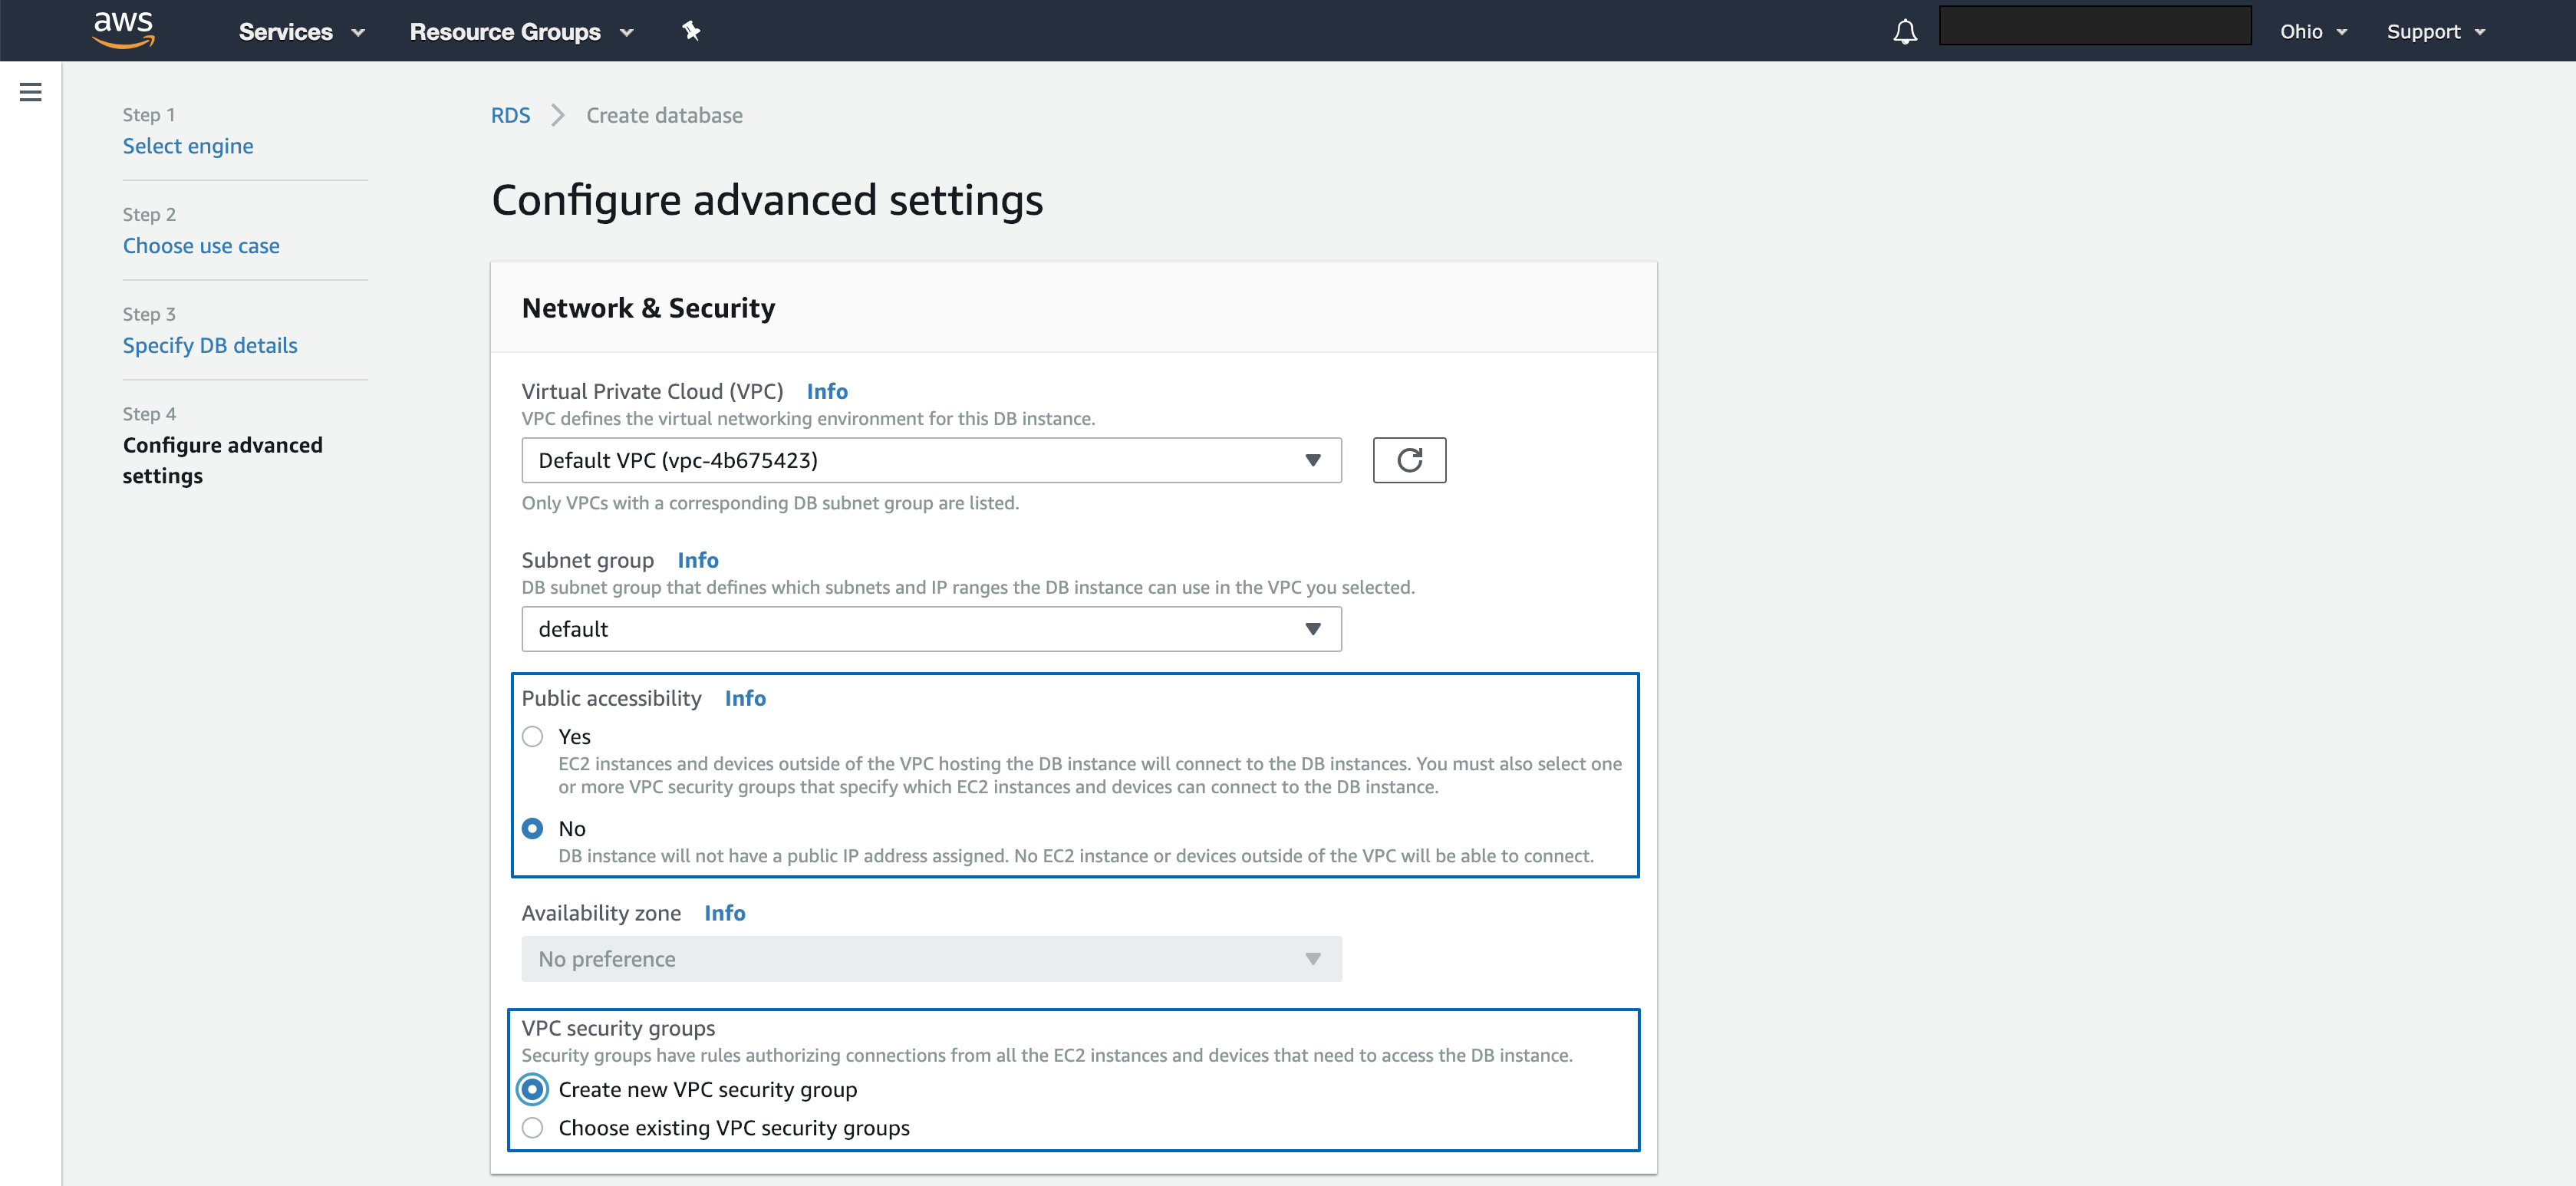 aws
Services
Resource Groups
Ohio
Support
Step 1
Select engine
Step 2
Choose use case
Step 3
Specify DB details
Step 4
Configure advanced
settings
RDS
Create database
Configure advanced settings
Network & Security
Virtual Private Cloud (VPC) Info
VPC defines the virtual networking environment for this DB instance.
Default VPC (vpc-4b675423)
Only VPCs with a corresponding DB subnet group are listed.
Subnet group Info
DB subnet group that defines which subnets and IP ranges the DB instance can use in the VPC you selected.
default
Public accessibility Info
Yes
EC2 instances and devices outside of the VPC hosting the DB instance will connect to the DB instances. You must also select one
or more VPC security groups that specify which EC2 instances and devices can connect to the DB instance.
No
DB instance will not have a public IP address assigned. No EC2 instance or devices outside of the VPC will be able to connect.
Availability zone Info
No preference
VPC security groups
Security groups have rules authorizing connections from all the EC2 instances and devices that need to access the DB instance.
Create new VPC security group
Choose existing VPC security groups